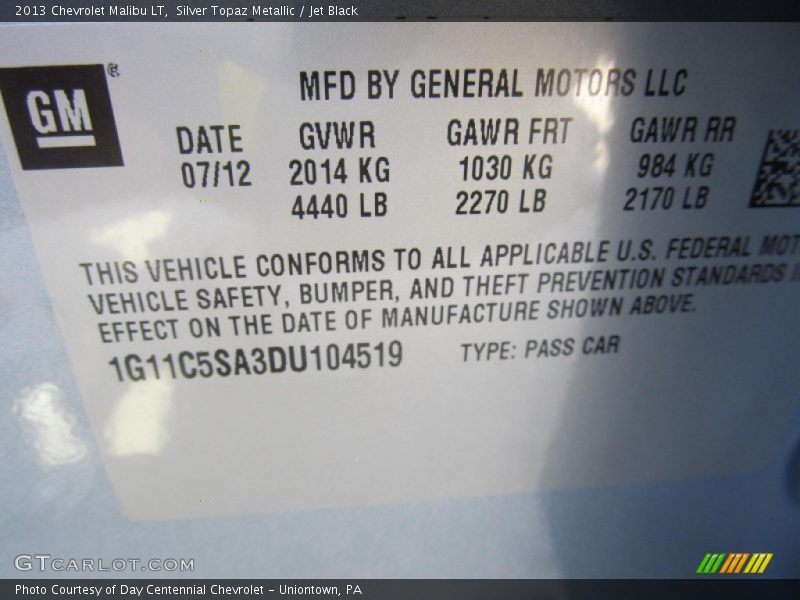 2013 Chevrolet Malibu LT, Silver Topaz Metallic / Jet Black
GM ®
MFD BY GENERAL MOTORS LLC
DATE GVWR GAWR FRT GAWR RR
07/12 2014 KG 1030 KG 984 KG
4440 LB 2270 LB 2170 LB
THIS VEHICLE CONFORMS TO ALL APPLICABLE U.S. FEDERAL MOT
VEHICLE SAFETY, BUMPER, AND THEFT PREVENTION STANDARDS I
EFFECT ON THE DATE OF MANUFACTURE SHOWN ABOVE.
1G11C5SA3DU104519 TYPE: PASS CAR
GTCARLOT.COM
Photo Courtesy of Day Centennial Chevrolet – Uniontown, PA